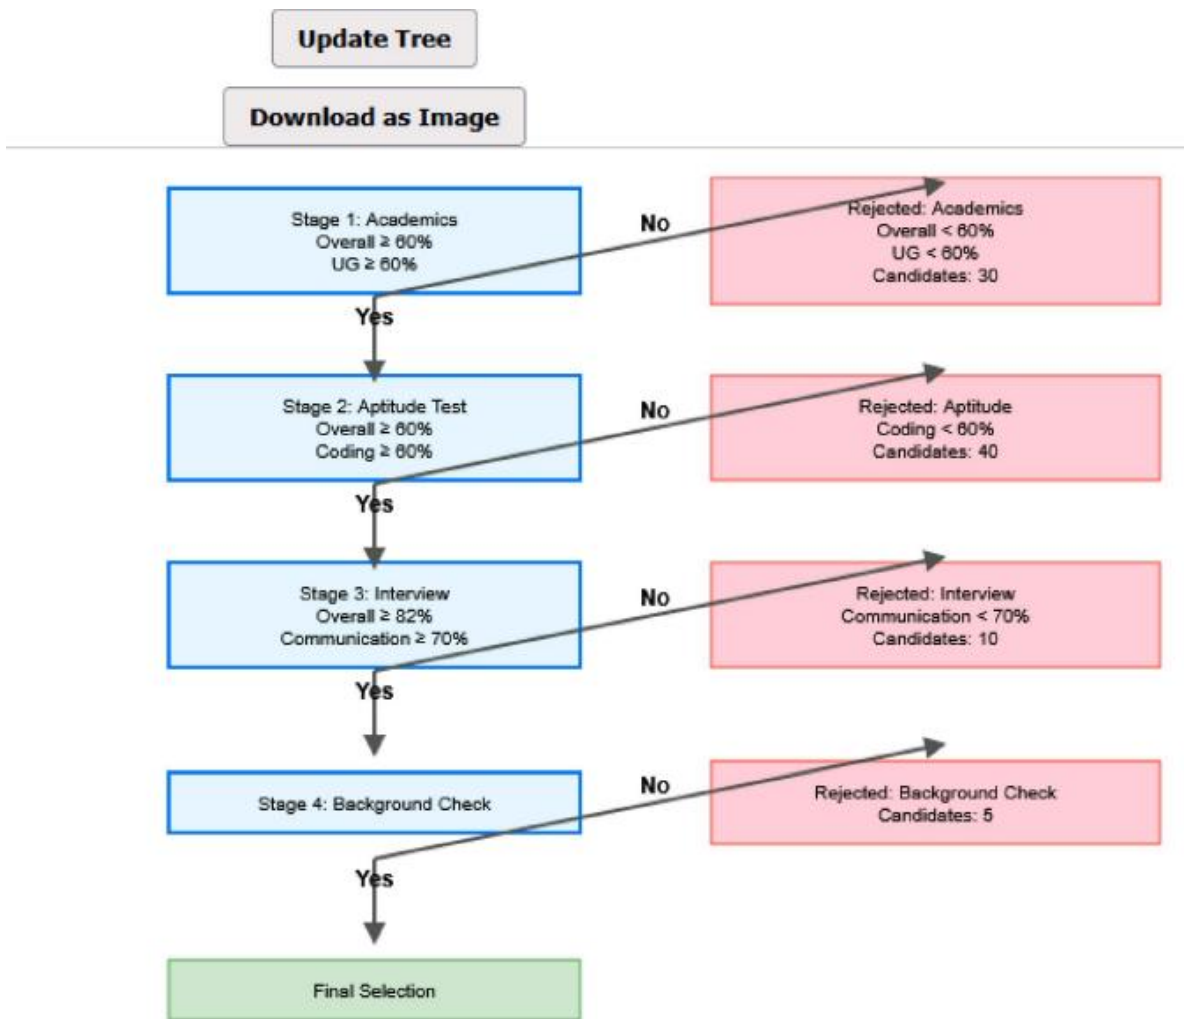 Update Tree
Download as Image
Stage 1: Academics
Overall ≥ 60%
UG ≥ 60%
No
Rejected: Academics
Overall < 60%
UG < 60%
Candidates: 30
Yes
Stage 2: Aptitude Test
Overall ≥ 60%
Coding ≥ 60%
No
Rejected: Aptitude
Coding < 60%
Candidates: 40
Yes
Stage 3: Interview
Overall ≥ 82%
Communication ≥ 70%
No
Rejected: Interview
Communication < 70%
Candidates: 10
Yes
Stage 4: Background Check
No
Rejected: Background Check
Candidates: 5
Yes
Final Selection